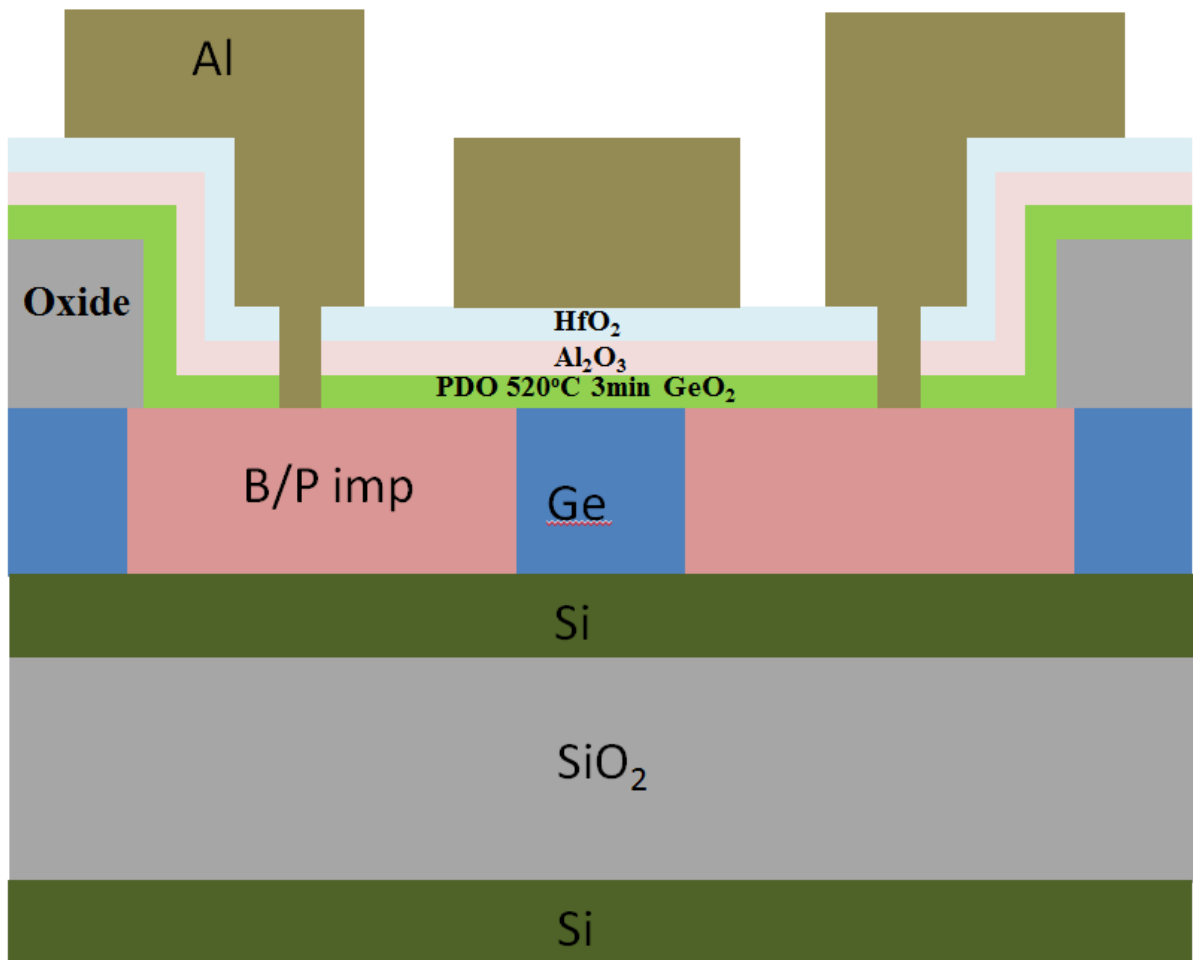 Al
Oxide
HfO₂
Al₂O₃
PDO 520°C 3min GeO₂
B/P imp
Ge
Si
SiO₂
Si